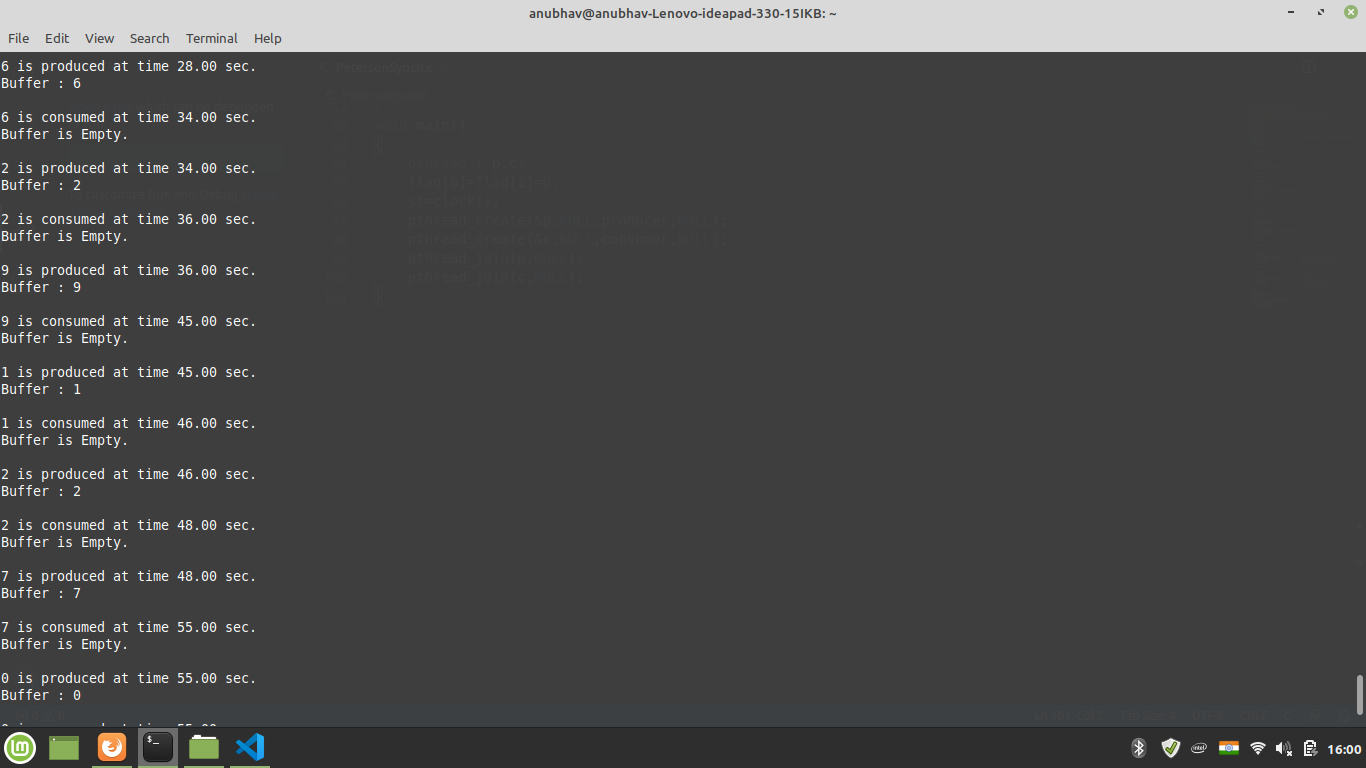 anubhav@anubhav-Lenovo-ideapad-330-15IKB: ~
File Edit View Search Terminal Help
6 is produced at time 28.00 sec.
Buffer : 6
6 is consumed at time 34.00 sec.
Buffer is Empty.
2 is produced at time 34.00 sec.
Buffer : 2
2 is consumed at time 36.00 sec.
Buffer is Empty.
9 is produced at time 36.00 sec.
Buffer : 9
9 is consumed at time 45.00 sec.
Buffer is Empty.
1 is produced at time 45.00 sec.
Buffer : 1
1 is consumed at time 46.00 sec.
Buffer is Empty.
2 is produced at time 46.00 sec.
Buffer : 2
2 is consumed at time 48.00 sec.
Buffer is Empty.
7 is produced at time 48.00 sec.
Buffer : 7
7 is consumed at time 55.00 sec.
Buffer is Empty.
0 is produced at time 55.00 sec.
Buffer : 0
16:00